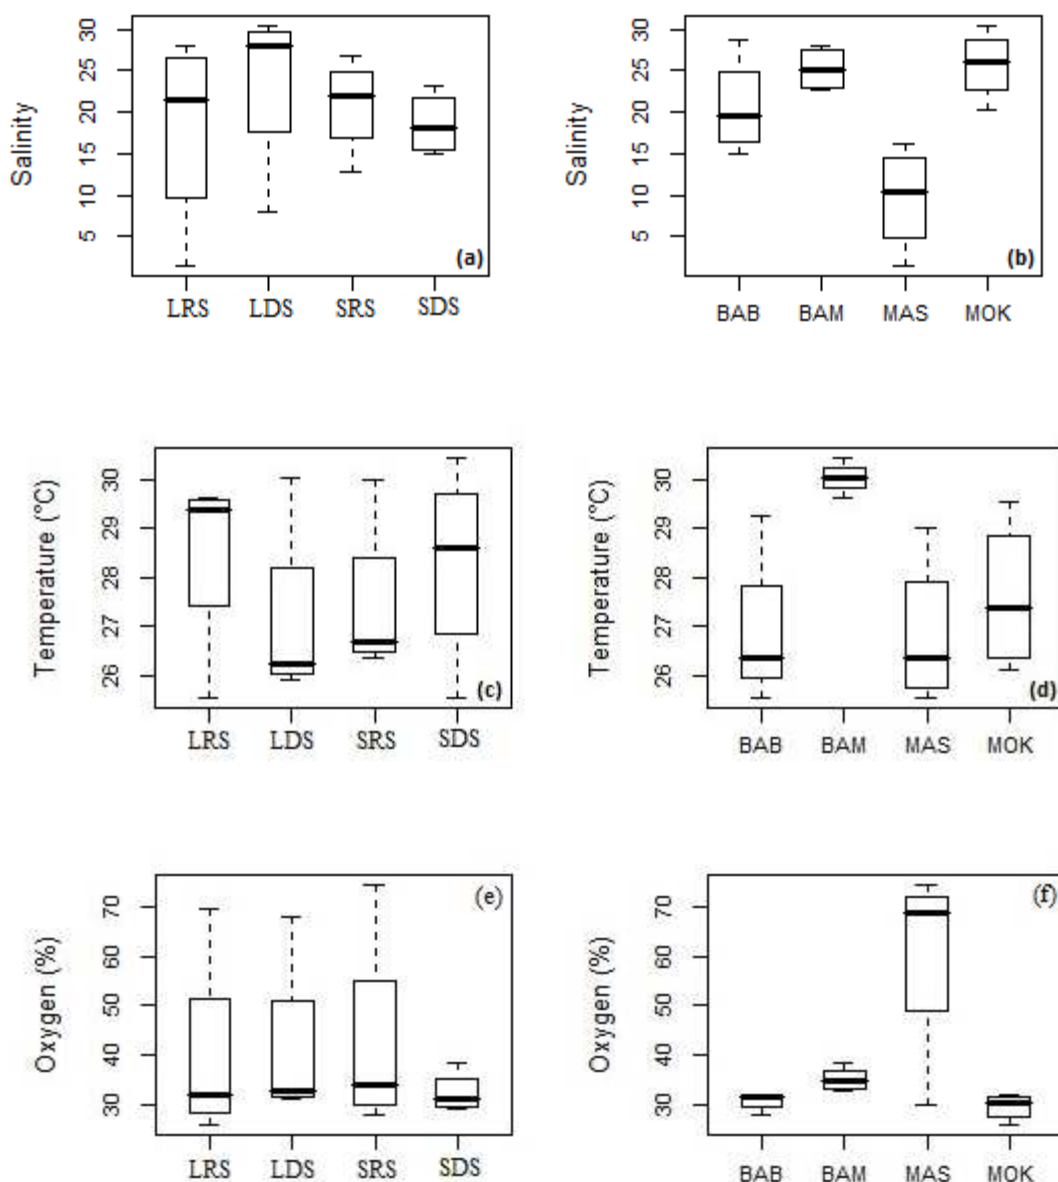 Salinity
30
25
20
15
10
5
(a)
LRS LDS SRS SDS
Salinity
30
25
20
15
10
5
(b)
BAB BAM MAS MOK
Temperature (°C)
30
29
28
27
26
(c)
LRS LDS SRS SDS
Temperature (°C)
30
29
28
27
26
(d)
BAB BAM MAS MOK
Oxygen (%)
70
60
50
40
30
(e)
LRS LDS SRS SDS
Oxygen (%)
70
60
50
40
30
(f)
BAB BAM MAS MOK